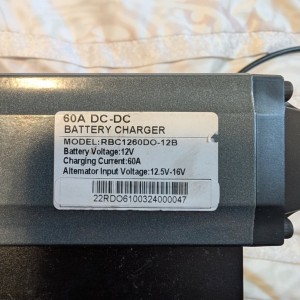 60A DC-DC
BATTERY CHARGER
MODEL:RBC1260DO-12B
Battery Voltage:12V
Charging Current:60A
Alternator Input Voltage:12.5V-16V
22RDO6100324000047